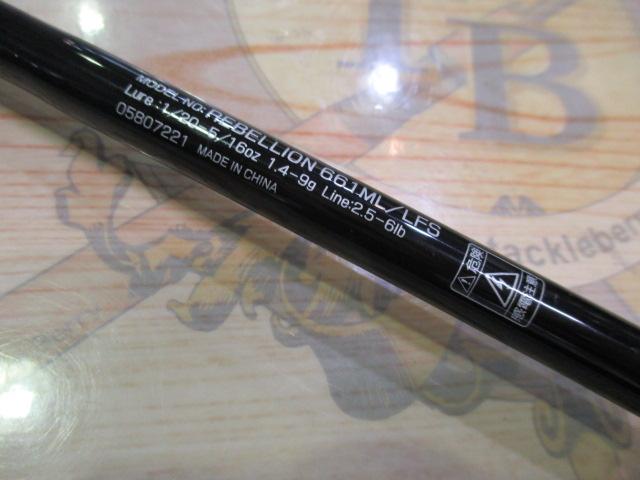 MODEL-NO.:REBELLION 661ML/LFS
Lure:1/20-5/16oz 1.4-9g Line:2.5-6lb
05807221 MADE IN CHINA
危険
感電注意
B
tackleber